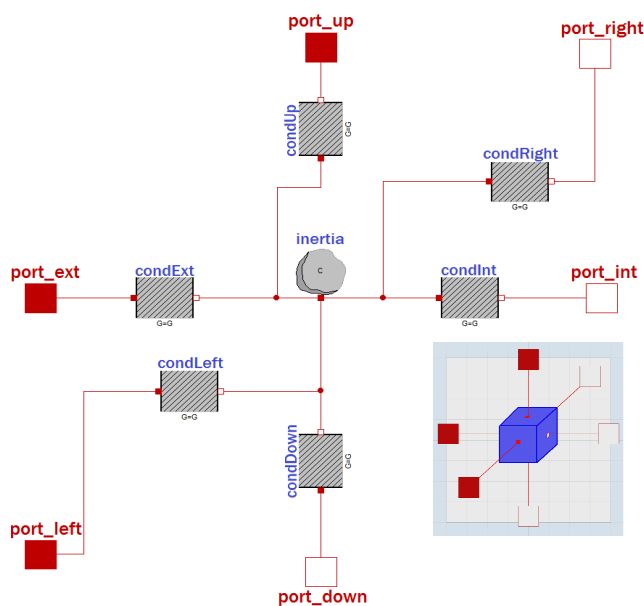 port_up
port_right
condUp
G=G
condRight
G=G
inertia
C
port_ext
condExt
G=G
condInt
G=G
port_int
condLeft
G=G
condDown
G=G
port_left
port_down